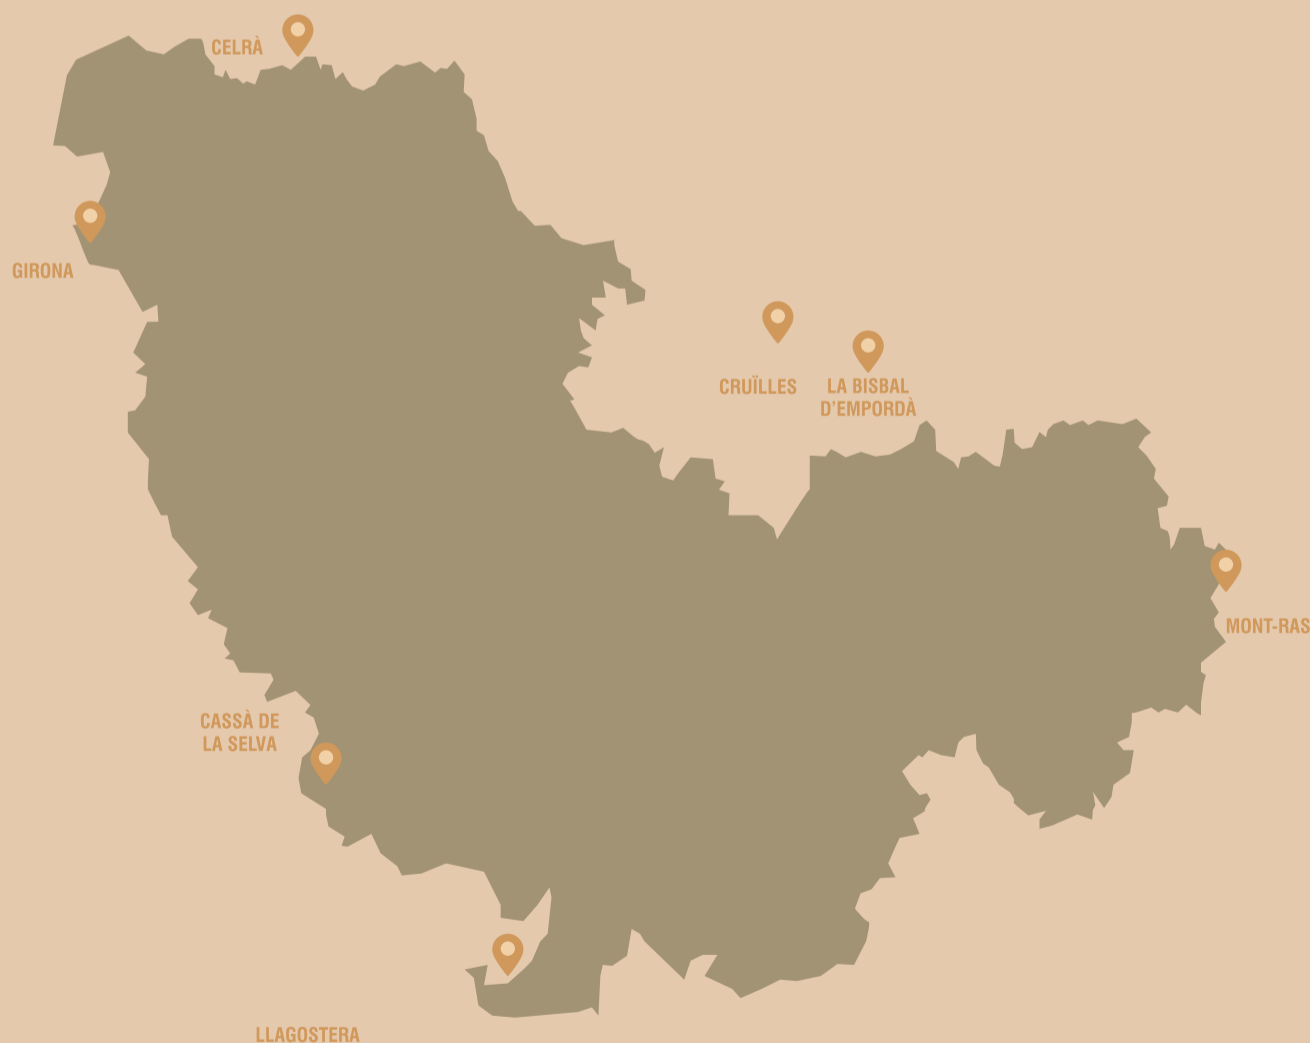 CELRÀ
GIRONA
CRUÏLLES
LA BISBAL
D'EMPORDÀ
MONT-RAS
CASSÀ DE
LA SELVA
LLAGOSTERA